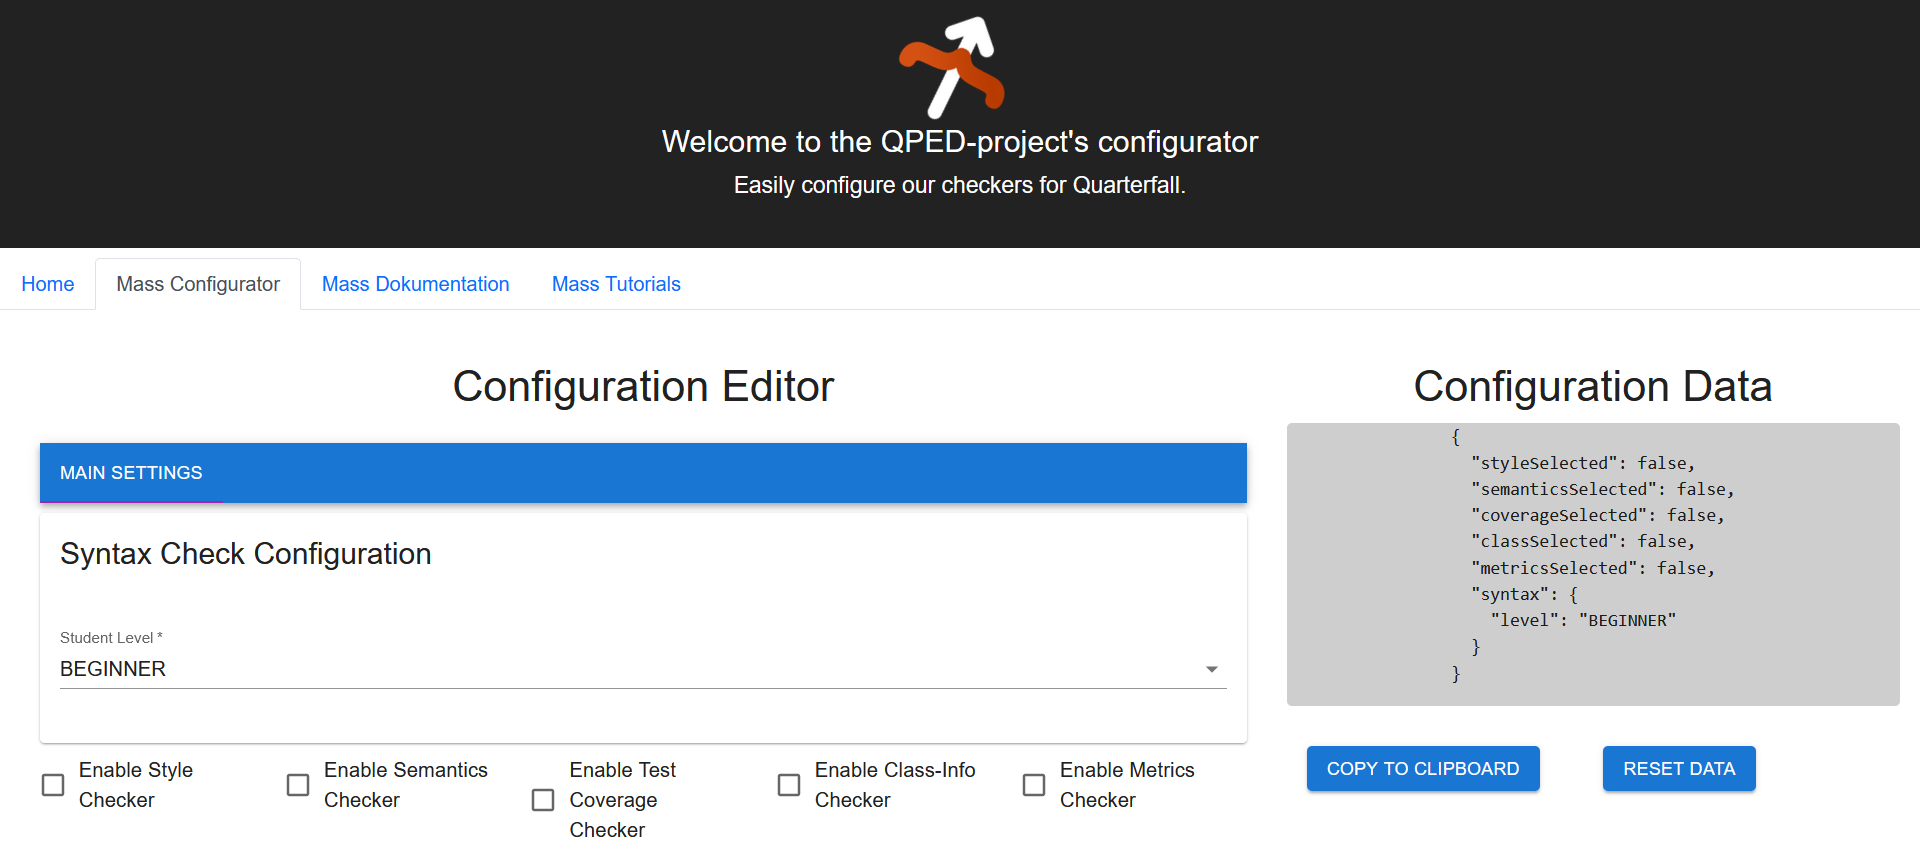 Welcome to the QPED-project's configurator
Easily configure our checkers for Quarterfall.
Home
Mass Configurator
Mass Dokumentation
Mass Tutorials
Configuration Editor
MAIN SETTINGS
Syntax Check Configuration
Student Level *
BEGINNER
Enable Style
Checker
Enable Semantics
Checker
Enable Test
Coverage
Checker
Enable Class-Info
Checker
Enable Metrics
Checker
Configuration Data
{
  "styleSelected": false,
  "semanticsSelected": false,
  "coverageSelected": false,
  "classSelected": false,
  "metricsSelected": false,
  "syntax": {
    "level": "BEGINNER"
  }
}
COPY TO CLIPBOARD
RESET DATA